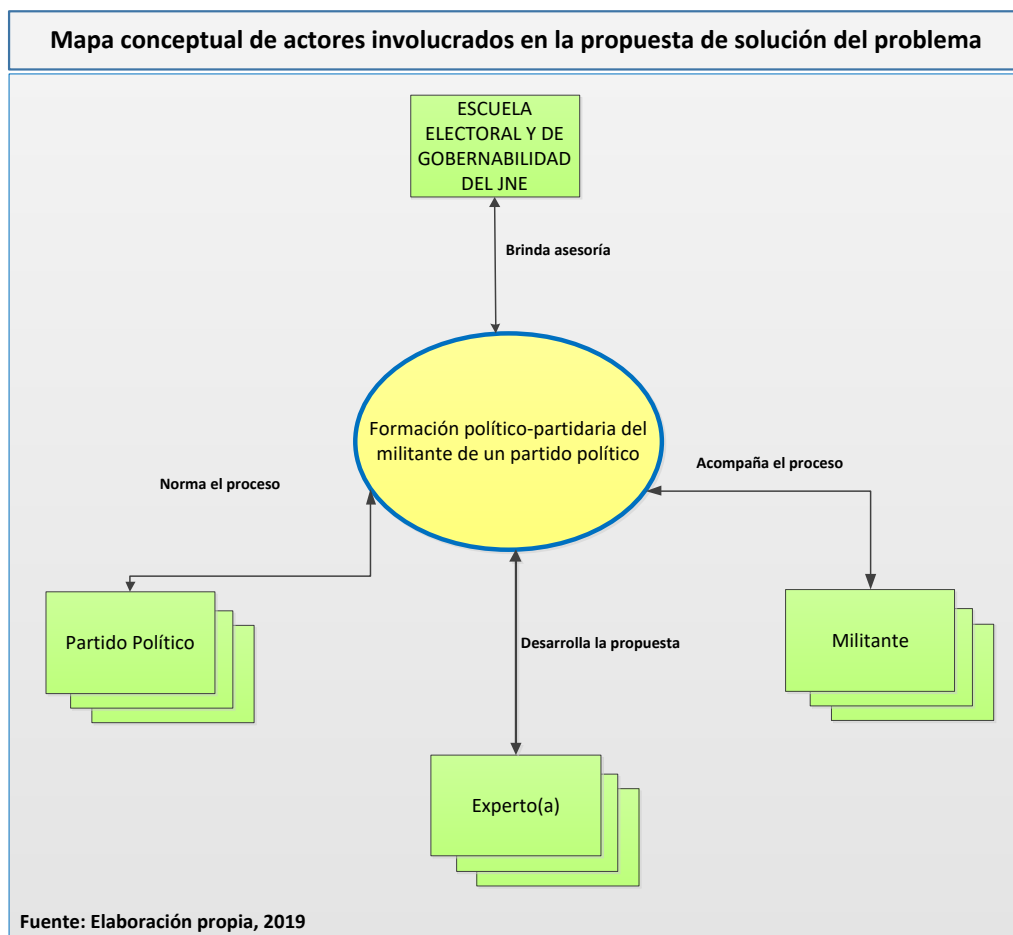 Mapa conceptual de actores involucrados en la propuesta de solución del problema
ESCUELA
ELECTORAL Y DE
GOBERNABILIDAD
DEL JNE
Brinda asesoría
Formación político-partidaria del
militante de un partido político
Acompaña el proceso
Norma el proceso
Partido Político
Desarrolla la propuesta
Militante
Experto(a)
Fuente: Elaboración propia, 2019